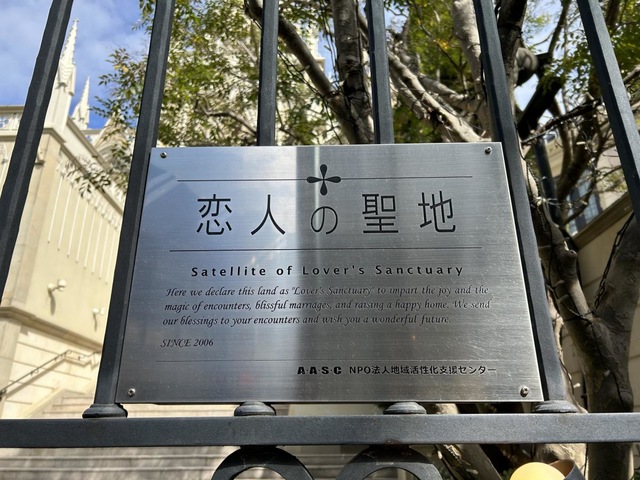 恋人の聖地
Satellite of Lover's Sanctuary
Here we declare this land as 'Lover's Sanctuary' to impart the joy and the
magic of encounters, blissful marriages, and raising a happy home. We send
our blessings to your encounters and wish you a wonderful future.
SINCE 2006
AASC NPO法人地域活性化支援センター